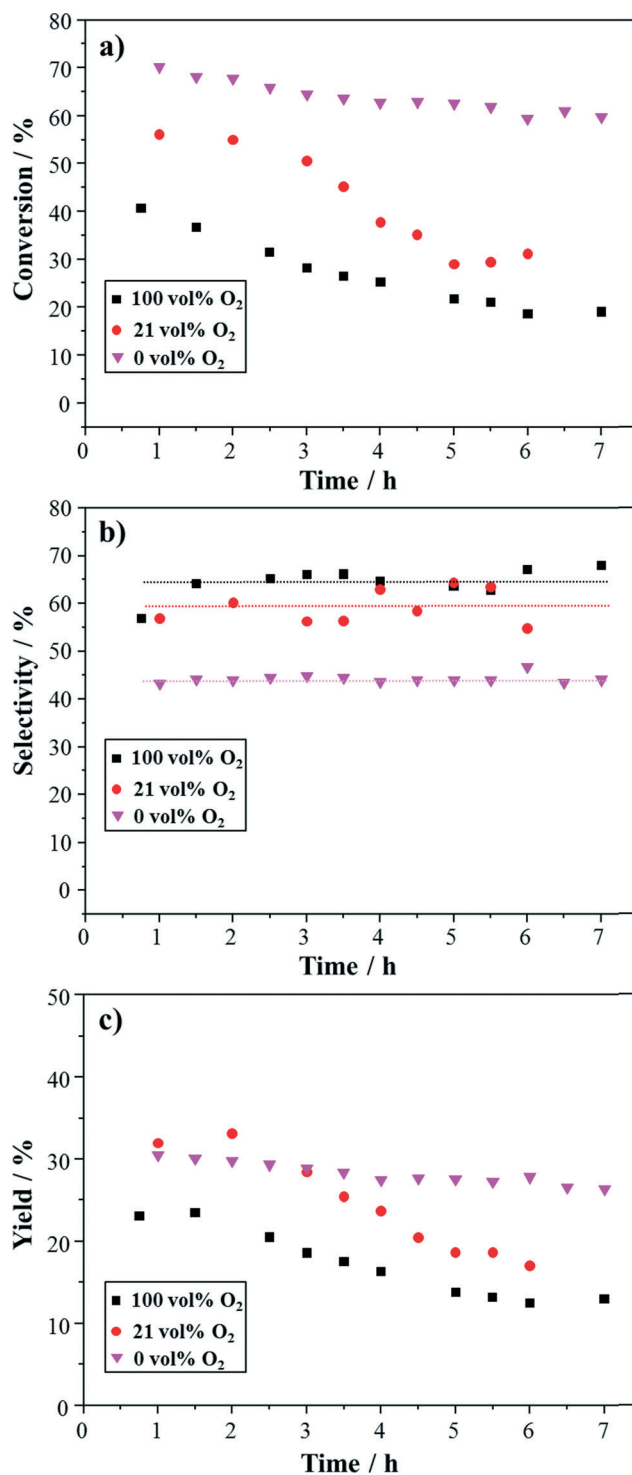 a)
80
70
60
50
40
30
20
10
0
Conversion / %
100 vol% O₂
21 vol% O₂
0 vol% O₂
0 1 2 3 4 5 6 7
Time / h
b)
80
70
60
50
40
30
20
10
0
Selectivity / %
100 vol% O₂
21 vol% O₂
0 vol% O₂
0 1 2 3 4 5 6 7
Time / h
c)
50
40
30
20
10
0
Yield / %
100 vol% O₂
21 vol% O₂
0 vol% O₂
0 1 2 3 4 5 6 7
Time / h